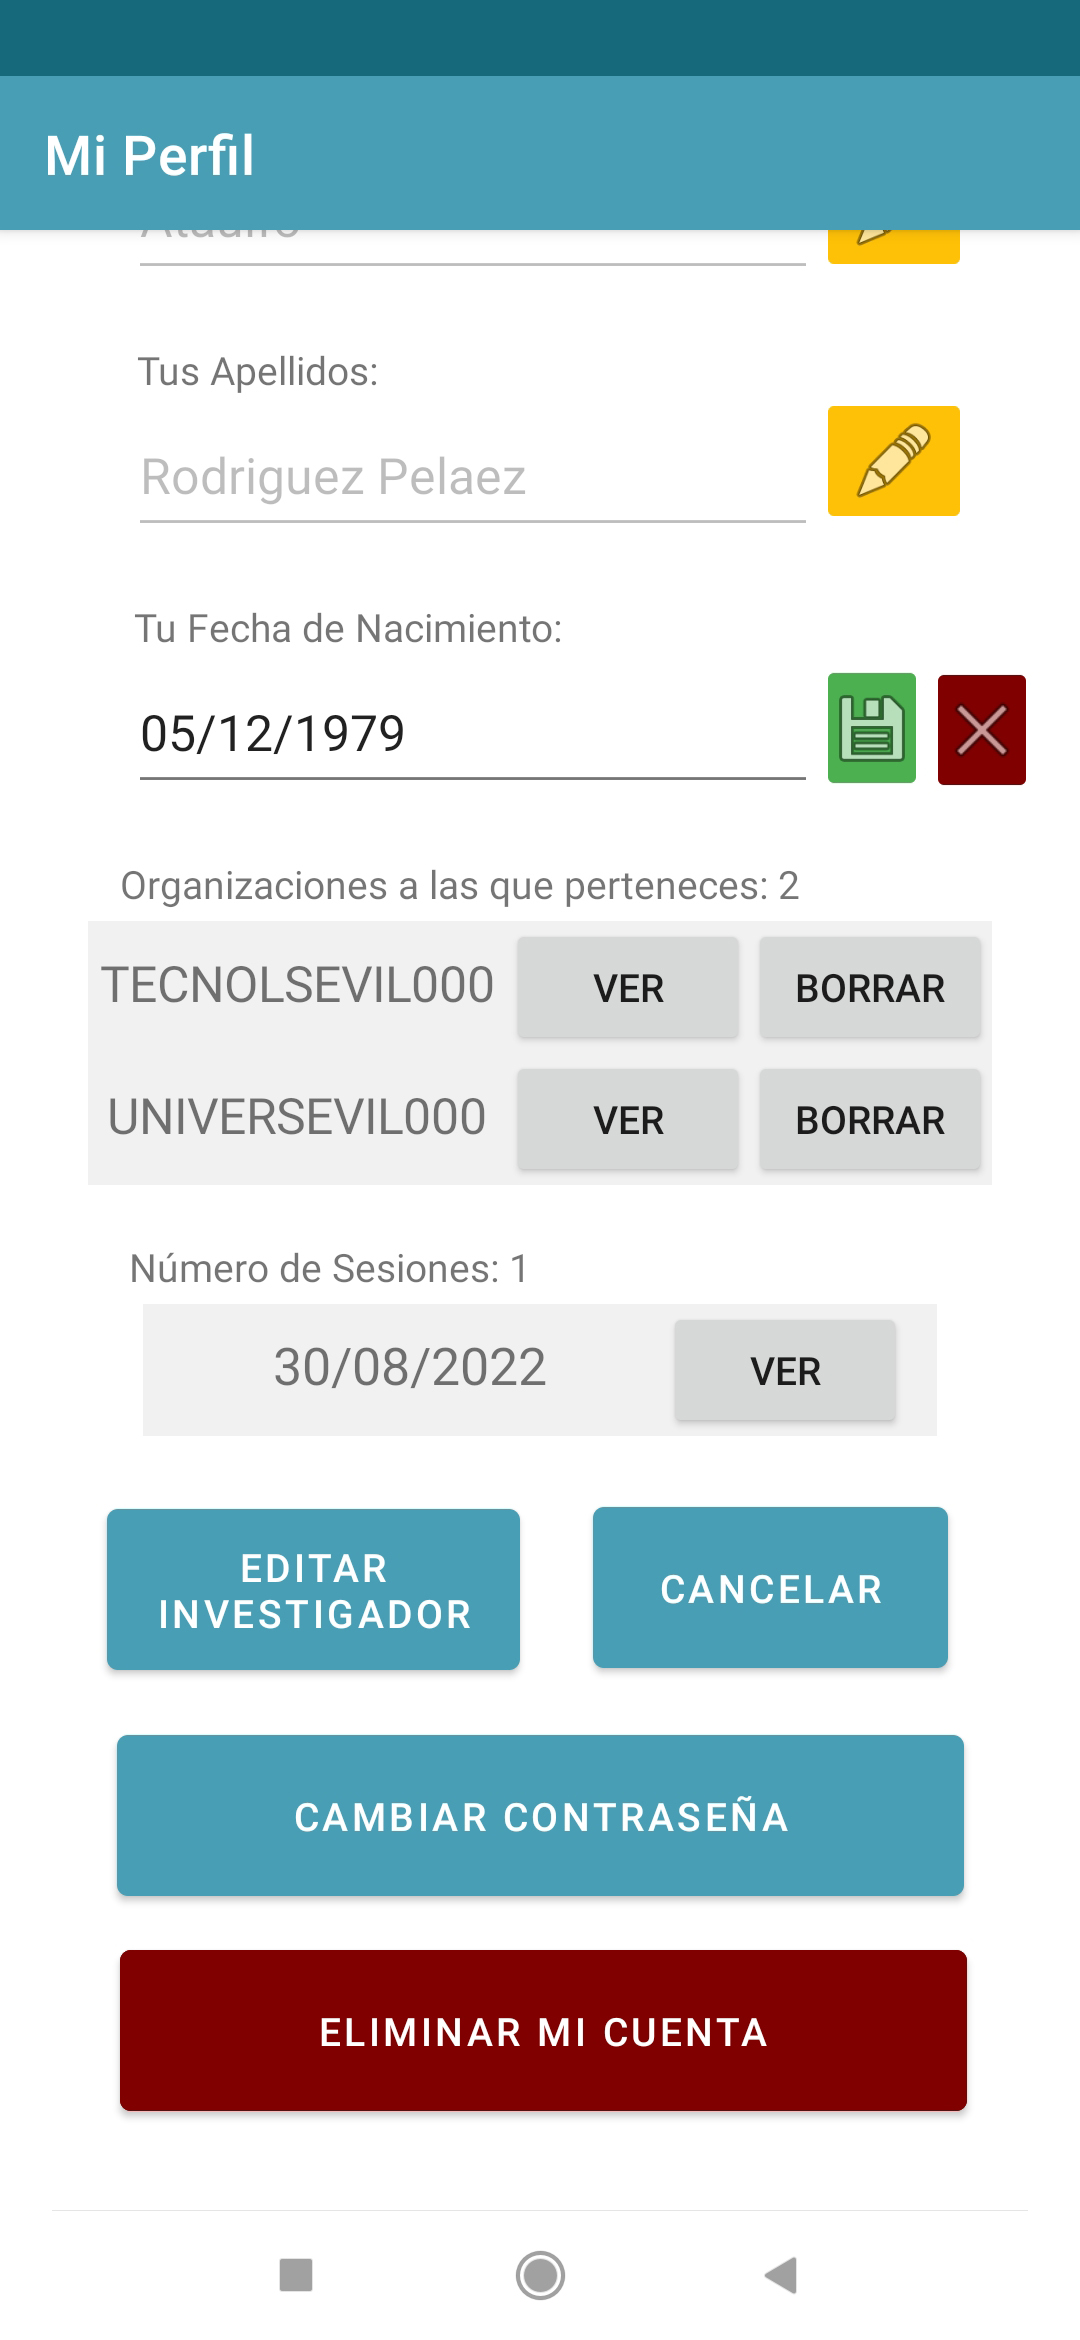 Mi Perfil
Tus Apellidos:
Rodriguez Pelaez
Tu Fecha de Nacimiento:
05/12/1979
Organizaciones a las que perteneces: 2
TECNOLSEVIL000 VER BORRAR
UNIVERSEVIL000 VER BORRAR
Número de Sesiones: 1
30/08/2022 VER
EDITAR
INVESTIGADOR
CANCELAR
CAMBIAR CONTRASEÑA
ELIMINAR MI CUENTA